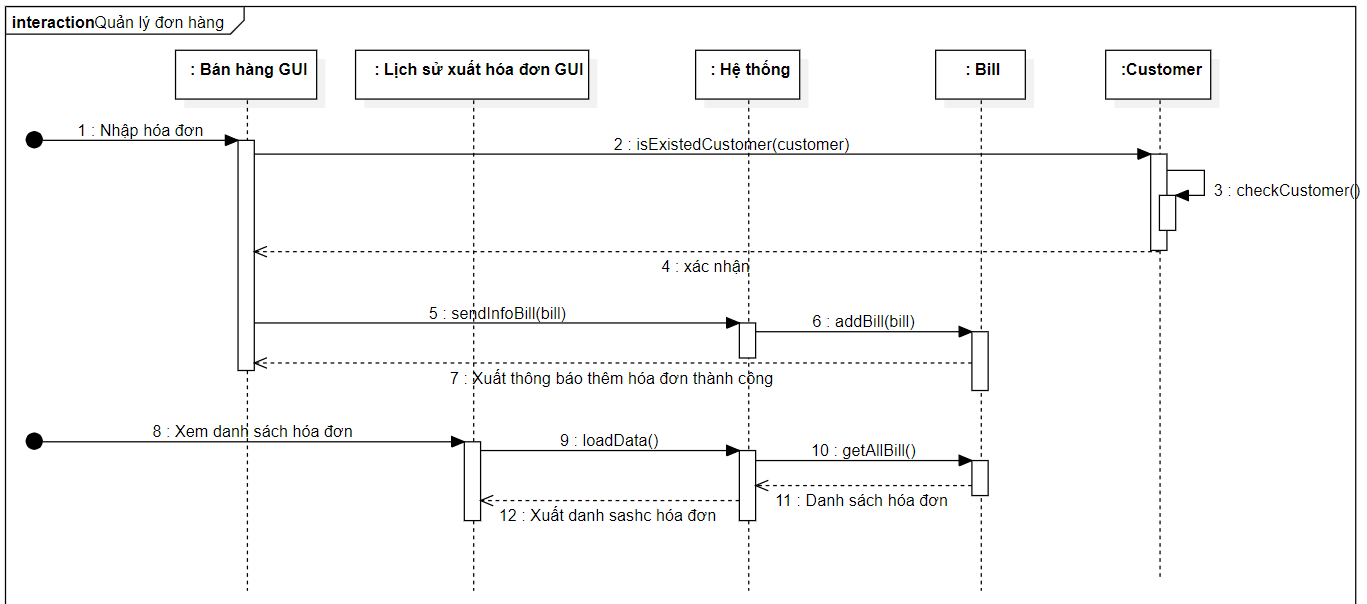 interactionQuản lý đơn hàng
: Bán hàng GUI
: Lịch sử xuất hóa đơn GUI
: Hệ thống
: Bill
:Customer
1 : Nhập hóa đơn
2 : isExistedCustomer(customer)
3 : checkCustomer()
4 : xác nhận
5 : sendInfoBill(bill)
6 : addBill(bill)
7 : Xuất thông báo thêm hóa đơn thành công
8 : Xem danh sách hóa đơn
9 : loadData()
10 : getAllBill()
11 : Danh sách hóa đơn
12 : Xuất danh sashc hóa đơn